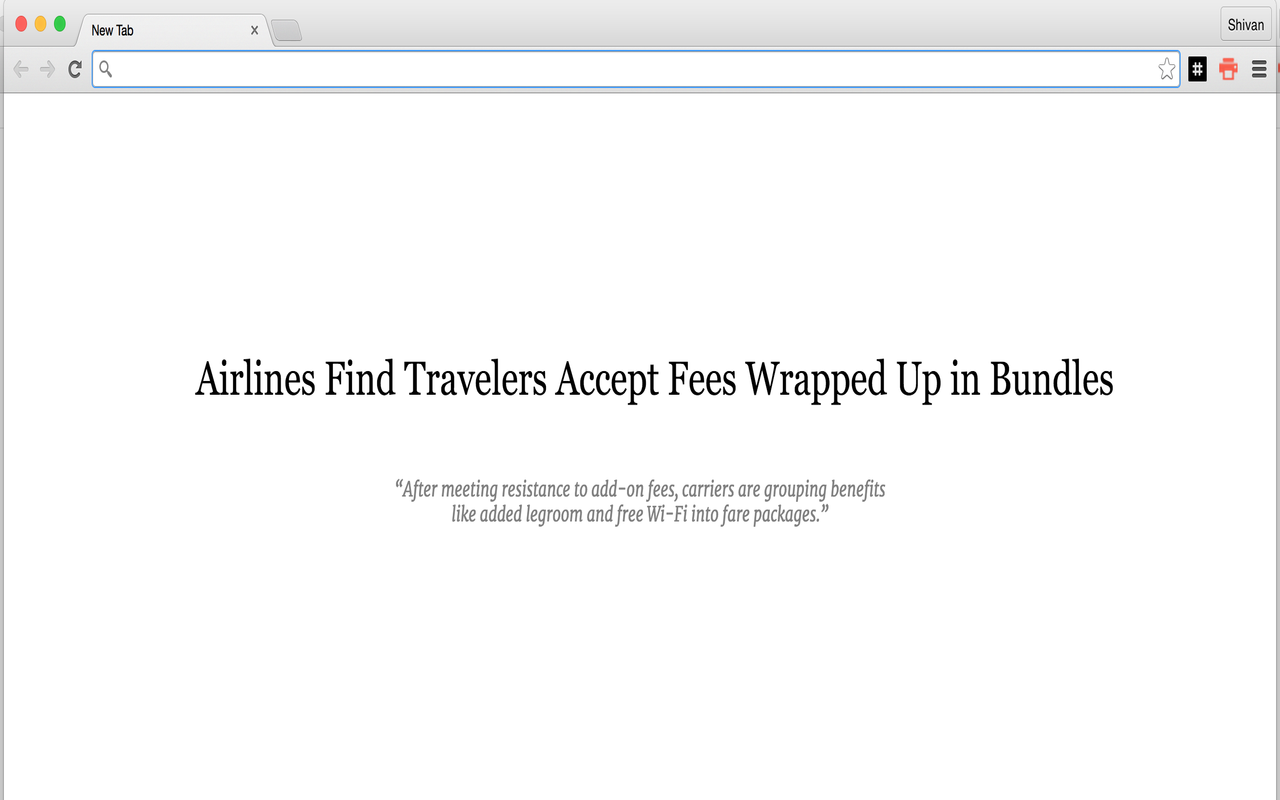 New Tab
Shivan
#
Airlines Find Travelers Accept Fees Wrapped Up in Bundles
“After meeting resistance to add-on fees, carriers are grouping benefits
like added legroom and free Wi-Fi into fare packages.”